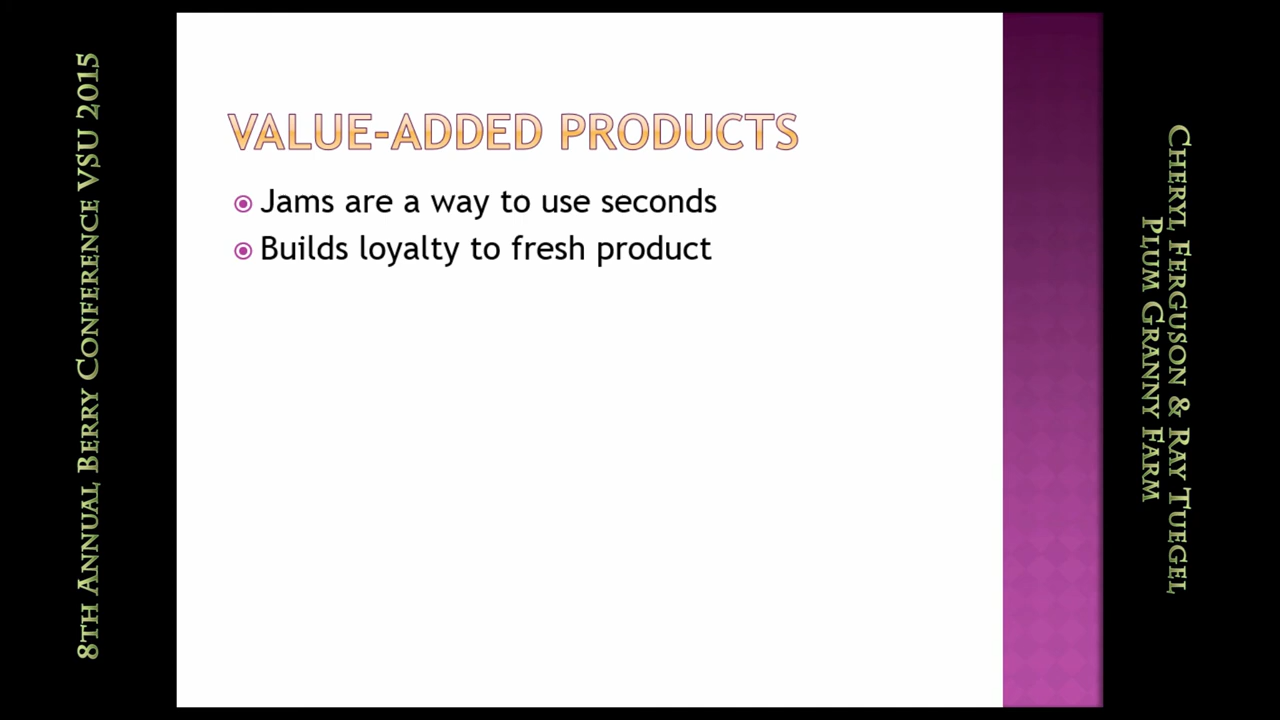 8TH ANNUAL BERRY CONFERENCE VSU 2015
VALUE-ADDED PRODUCTS
Jams are a way to use seconds
Builds loyalty to fresh product
CHERYL FERGUSON & RAY TUEGEL
PLUM GRANNY FARM